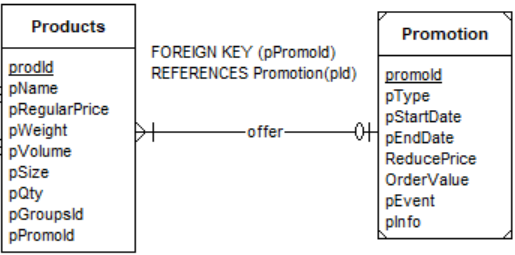 Products
prodId
pName
pRegularPrice
pWeight
pVolume
pSize
pQty
pGroupsId
pPromoId
FOREIGN KEY (pPromoId)
REFERENCES Promotion(pId)
offer
Promotion
promoId
pType
pStartDate
pEndDate
ReducePrice
OrderValue
pEvent
pInfo